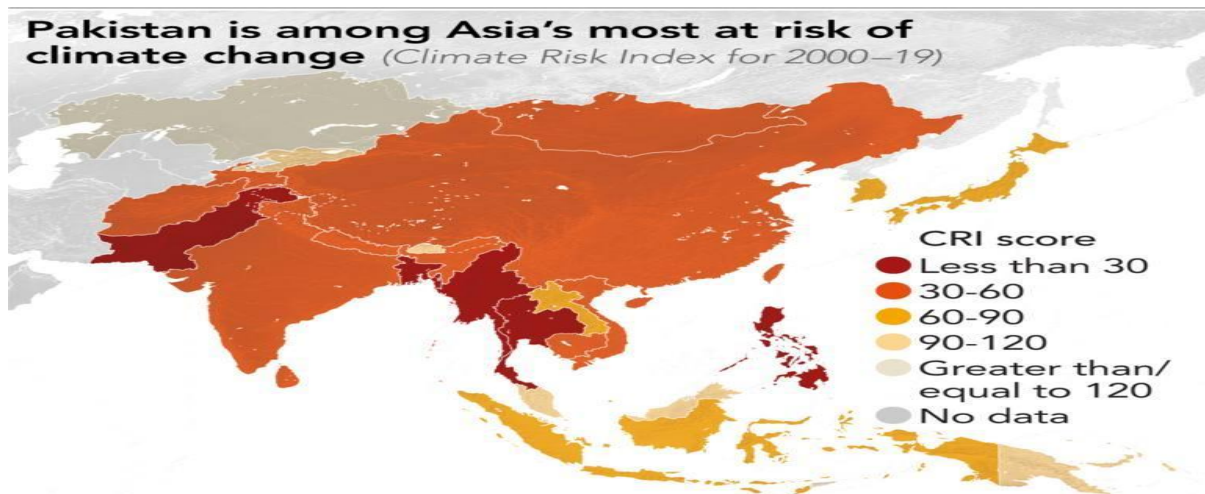 Pakistan is among Asia's most at risk of
climate change (Climate Risk Index for 2000–19)
CRI score
Less than 30
30-60
60-90
90-120
Greater than/
equal to 120
No data